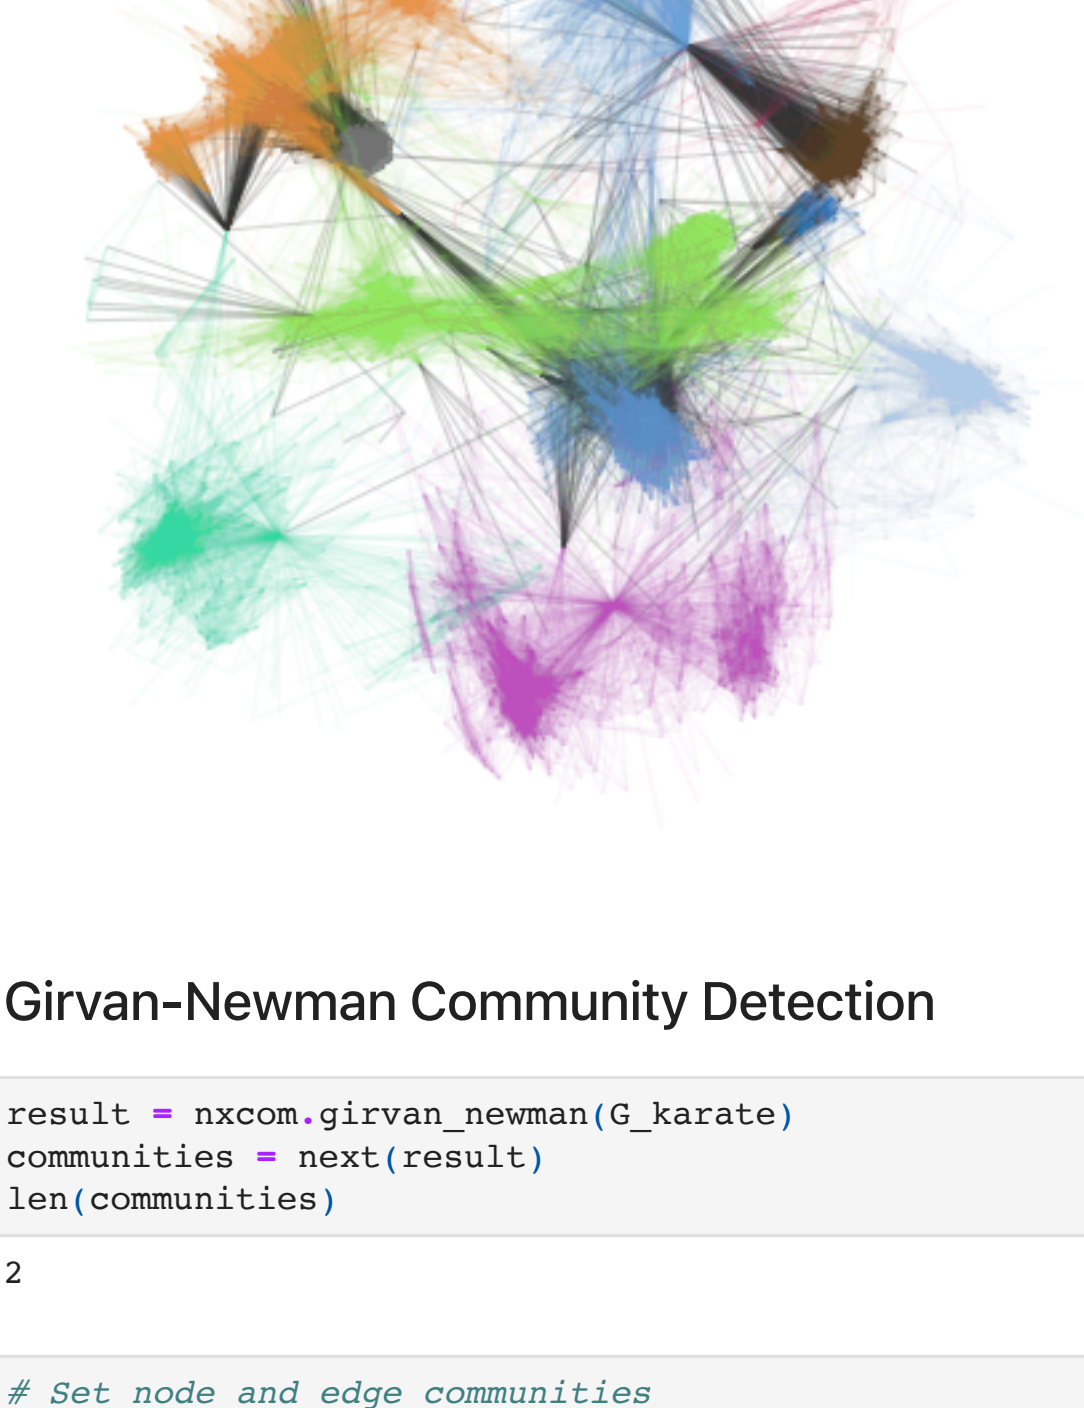 Girvan-Newman Community Detection
result = nxcom.girvan_newman(G_karate)
communities = next(result)
len(communities)
2
# Set node and edge communities